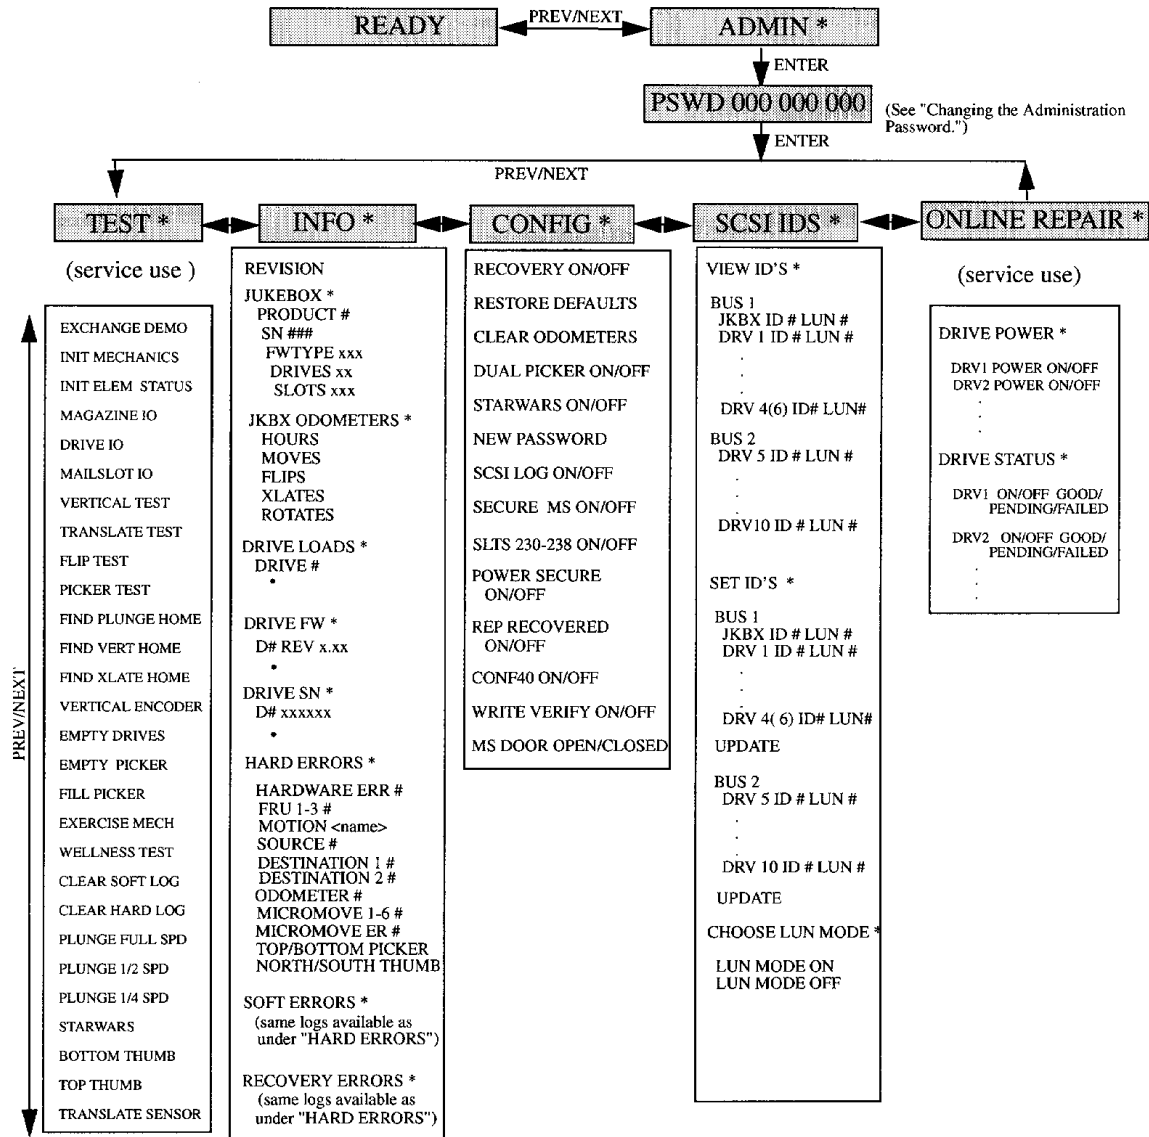 READY
PREV/NEXT
ADMIN *
ENTER
PSWD 000 000 000
(See "Changing the Administration
Password.")
ENTER
PREV/NEXT
TEST *
INFO *
CONFIG *
SCSI IDS *
ONLINE REPAIR *
(service use )
PREV/NEXT
EXCHANGE DEMO
INIT MECHANICS
INIT ELEM STATUS
MAGAZINE IO
DRIVE IO
MAILSLOT IO
VERTICAL TEST
TRANSLATE TEST
FLIP TEST
PICKER TEST
FIND PLUNGE HOME
FIND VERT HOME
FIND XLATE HOME
VERTICAL ENCODER
EMPTY DRIVES
EMPTY PICKER
FILL PICKER
EXERCISE MECH
WELLNESS TEST
CLEAR SOFT LOG
CLEAR HARD LOG
PLUNGE FULL SPD
PLUNGE 1/2 SPD
PLUNGE 1/4 SPD
STARWARS
BOTTOM THUMB
TOP THUMB
TRANSLATE SENSOR
REVISION
JUKEBOX *
PRODUCT #
SN ###
FWTYPE xxx
DRIVES xx
SLOTS xxx
JKBX ODOMETERS *
HOURS
MOVES
FLIPS
XLATES
ROTATES
DRIVE LOADS *
DRIVE #
•
DRIVE FW *
D# REV x.xx
•
DRIVE SN *
D# xxxxxx
•
HARD ERRORS *
HARDWARE ERR #
FRU 1-3 #
MOTION <name>
SOURCE #
DESTINATION 1 #
DESTINATION 2 #
ODOMETER #
MICROMOVE 1-6 #
MICROMOVE ER #
TOP/BOTTOM PICKER
NORTH/SOUTH THUMB
SOFT ERRORS *
(same logs available as
under "HARD ERRORS")
RECOVERY ERRORS *
(same logs available as
under "HARD ERRORS")
RECOVERY ON/OFF
RESTORE DEFAULTS
CLEAR ODOMETERS
DUAL PICKER ON/OFF
STARWARS ON/OFF
NEW PASSWORD
SCSI LOG ON/OFF
SECURE MS ON/OFF
SLTS 230-238 ON/OFF
POWER SECURE
ON/OFF
REP RECOVERED
ON/OFF
CONF40 ON/OFF
WRITE VERIFY ON/OFF
MS DOOR OPEN/CLOSED
VIEW ID'S *
BUS 1
JKBX ID # LUN #
DRV 1 ID # LUN #
.
.
.
DRV 4(6) ID# LUN#
BUS 2
DRV 5 ID # LUN #
.
.
.
DRV10 ID # LUN #
SET ID'S *
BUS 1
JKBX ID # LUN #
DRV 1 ID # LUN #
.
.
.
DRV 4( 6) ID# LUN#
UPDATE
BUS 2
DRV 5 ID # LUN #
.
.
.
DRV 10 ID # LUN #
UPDATE
CHOOSE LUN MODE *
LUN MODE ON
LUN MODE OFF
(service use)
DRIVE POWER *
DRV1 POWER ON/OFF
DRV2 POWER ON/OFF
.
.
.
DRIVE STATUS *
DRV1 ON/OFF GOOD/
PENDING/FAILED
DRV2 ON/OFF GOOD/
PENDING/FAILED
.
.
.